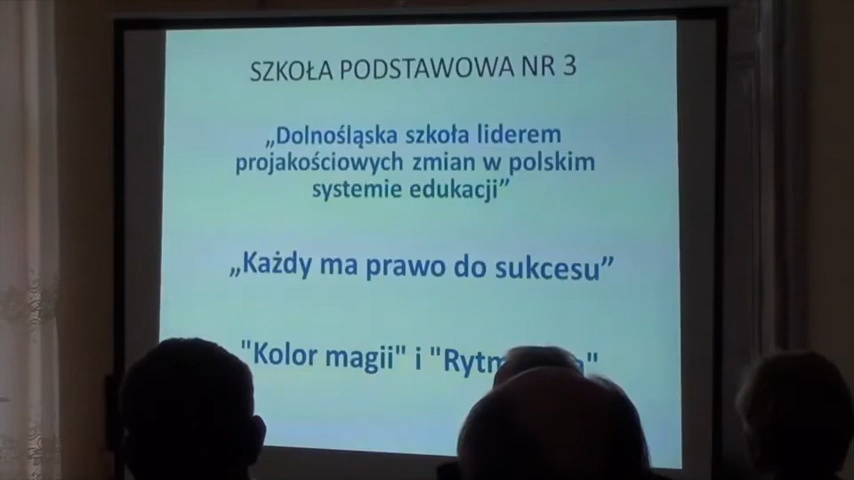 SZKOŁA PODSTAWOWA NR 3
„Dolnośląska szkoła liderem
projakościowych zmian w polskim
systemie edukacji”
„Każdy ma prawo do sukcesu”
"Kolor magii" i